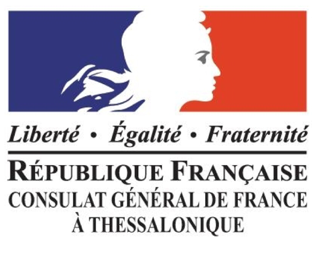 Liberté • Égalité • Fraternité
RÉPUBLIQUE FRANÇAISE
CONSULAT GÉNÉRAL DE FRANCE
À THESSALONIQUE